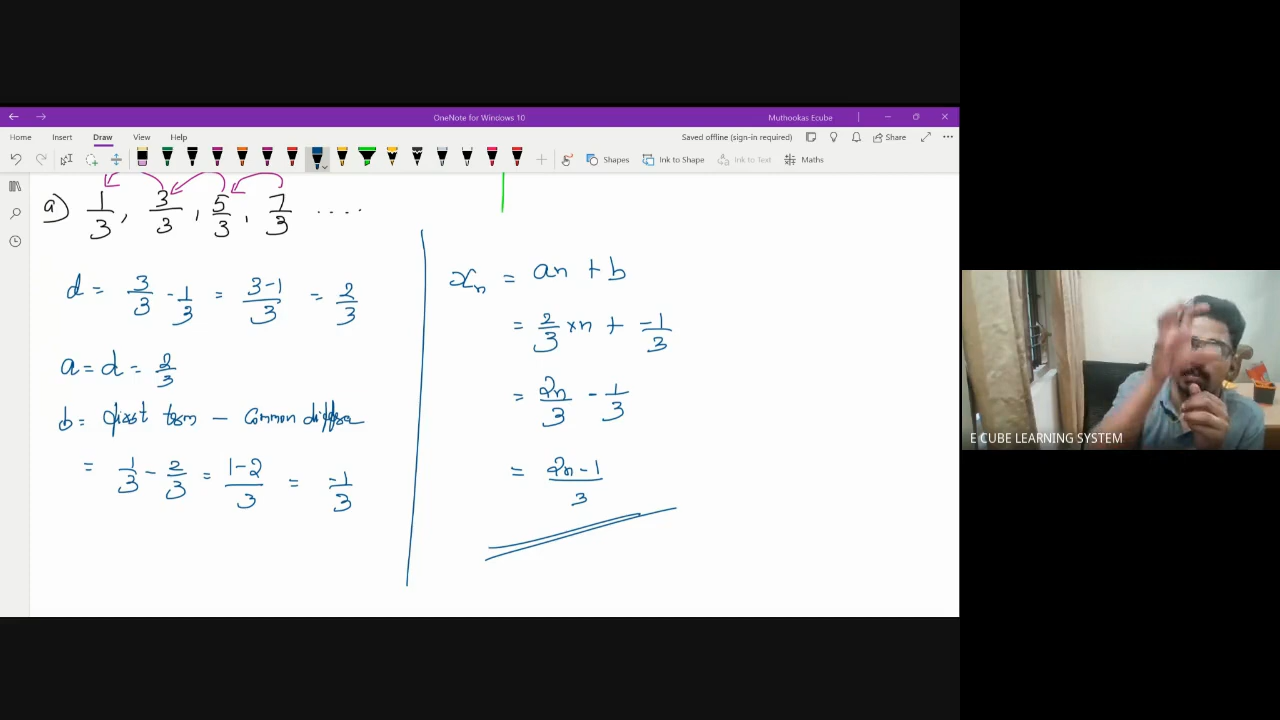 OneNote for Windows 10
Muthookas Ecube
Home Insert Draw View Help
Saved offline (sign-in required)
Share
Shapes
Ink to Shape
Ink to Text
Maths
a) 1/3, 3/3, 5/3, 7/3 ....
d = 3/3 - 1/3 = 3-1/3 = 2/3
a = d = 2/3
b = first term - Common
= 1/3 - 2/3 = 1-2/3 = -1/3
xₙ = an + b
= 2/3 × n + -1/3
= 2n/3 - 1/3
= 2n-1/3
E CUBE LEARNING SYSTEM